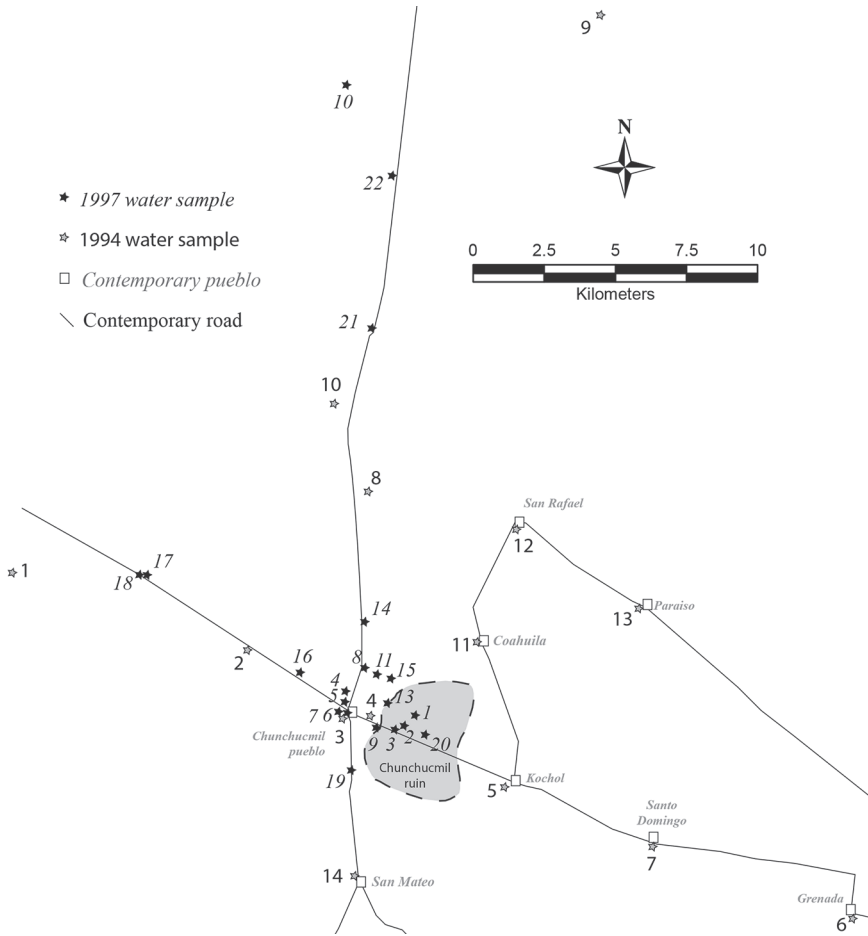 9
10
N
22
1997 water sample
1994 water sample
Contemporary pueblo
Contemporary road
0 2.5 5 7.5 10
Kilometers
21
10
8
San Rafael
12
1
17
18
14
13
Paraiso
11
Coahuila
2
16
8
11
15
4
5
13
7 6
4
1
3
9
3
2
20
Chunchucmil
pueblo
Chunchucmil
ruin
19
5
Kochol
Santo
Domingo
7
14
San Mateo
Grenada
6